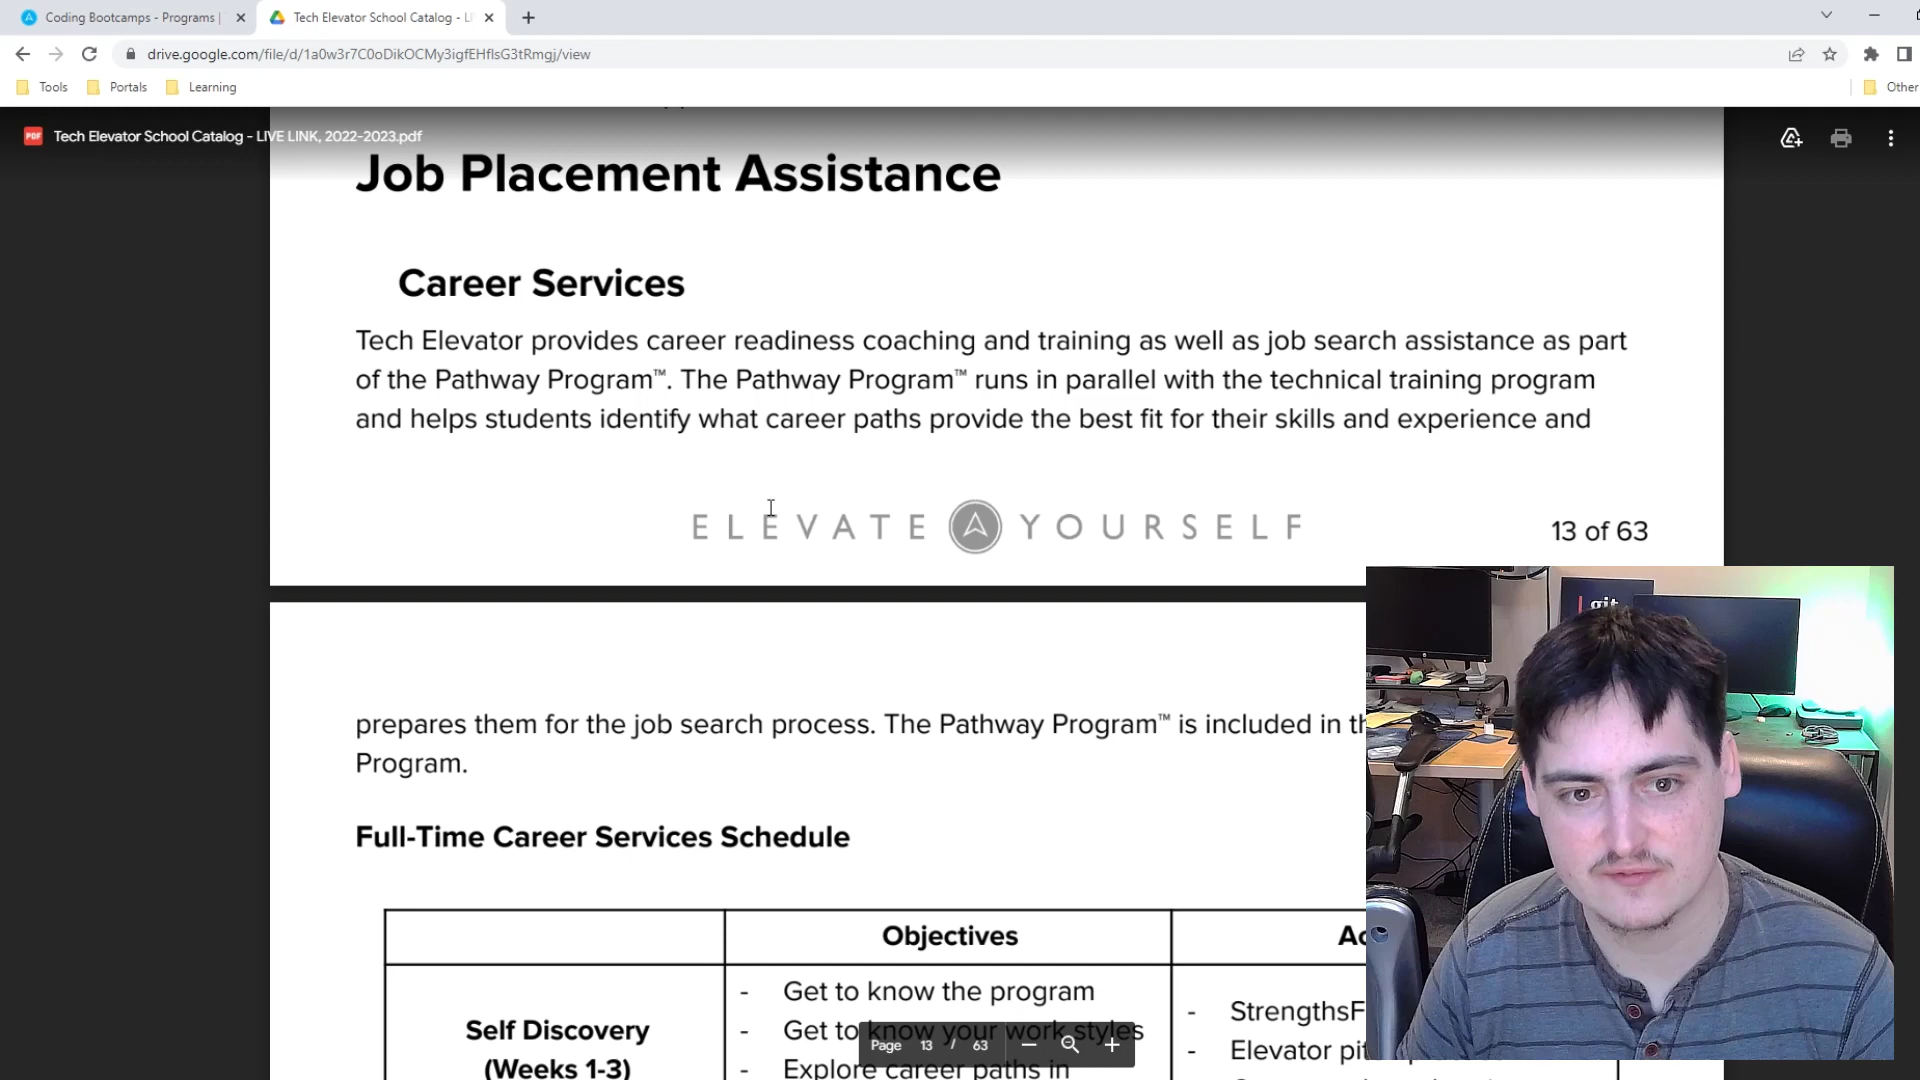 Coding Bootcamps - Programs |
Tech Elevator School Catalog - LI
drive.google.com/file/d/1a0w3r7C0oDikOCMy3igfEHflsG3tRmgj/view
Tools
Portals
Learning
Other
PDF
Tech Elevator School Catalog - LIVE LINK, 2022-2023.pdf
Job Placement Assistance
Career Services
Tech Elevator provides career readiness coaching and training as well as job search assistance as part
of the Pathway Program™. The Pathway Program™ runs in parallel with the technical training program
and helps students identify what career paths provide the best fit for their skills and experience and
ELEVATE YOURSELF
13 of 63
git
prepares them for the job search process. The Pathway Program™ is included in th
Program.
Full-Time Career Services Schedule
Objectives
Ac
Self Discovery
(Weeks 1-3)
- Get to know the program
- Get to know your work styles
- Explore career paths in
- StrengthsF
- Elevator pit
Page 13 / 63